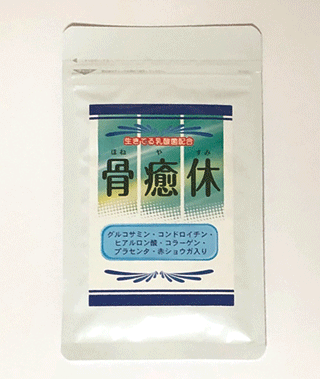 生きてる乳酸菌配合
ほね や すみ
骨癒休
グルコサミン・コンドロイチン・
ヒアルロン酸・コラーゲン・
プラセンタ・赤ショウガ入り